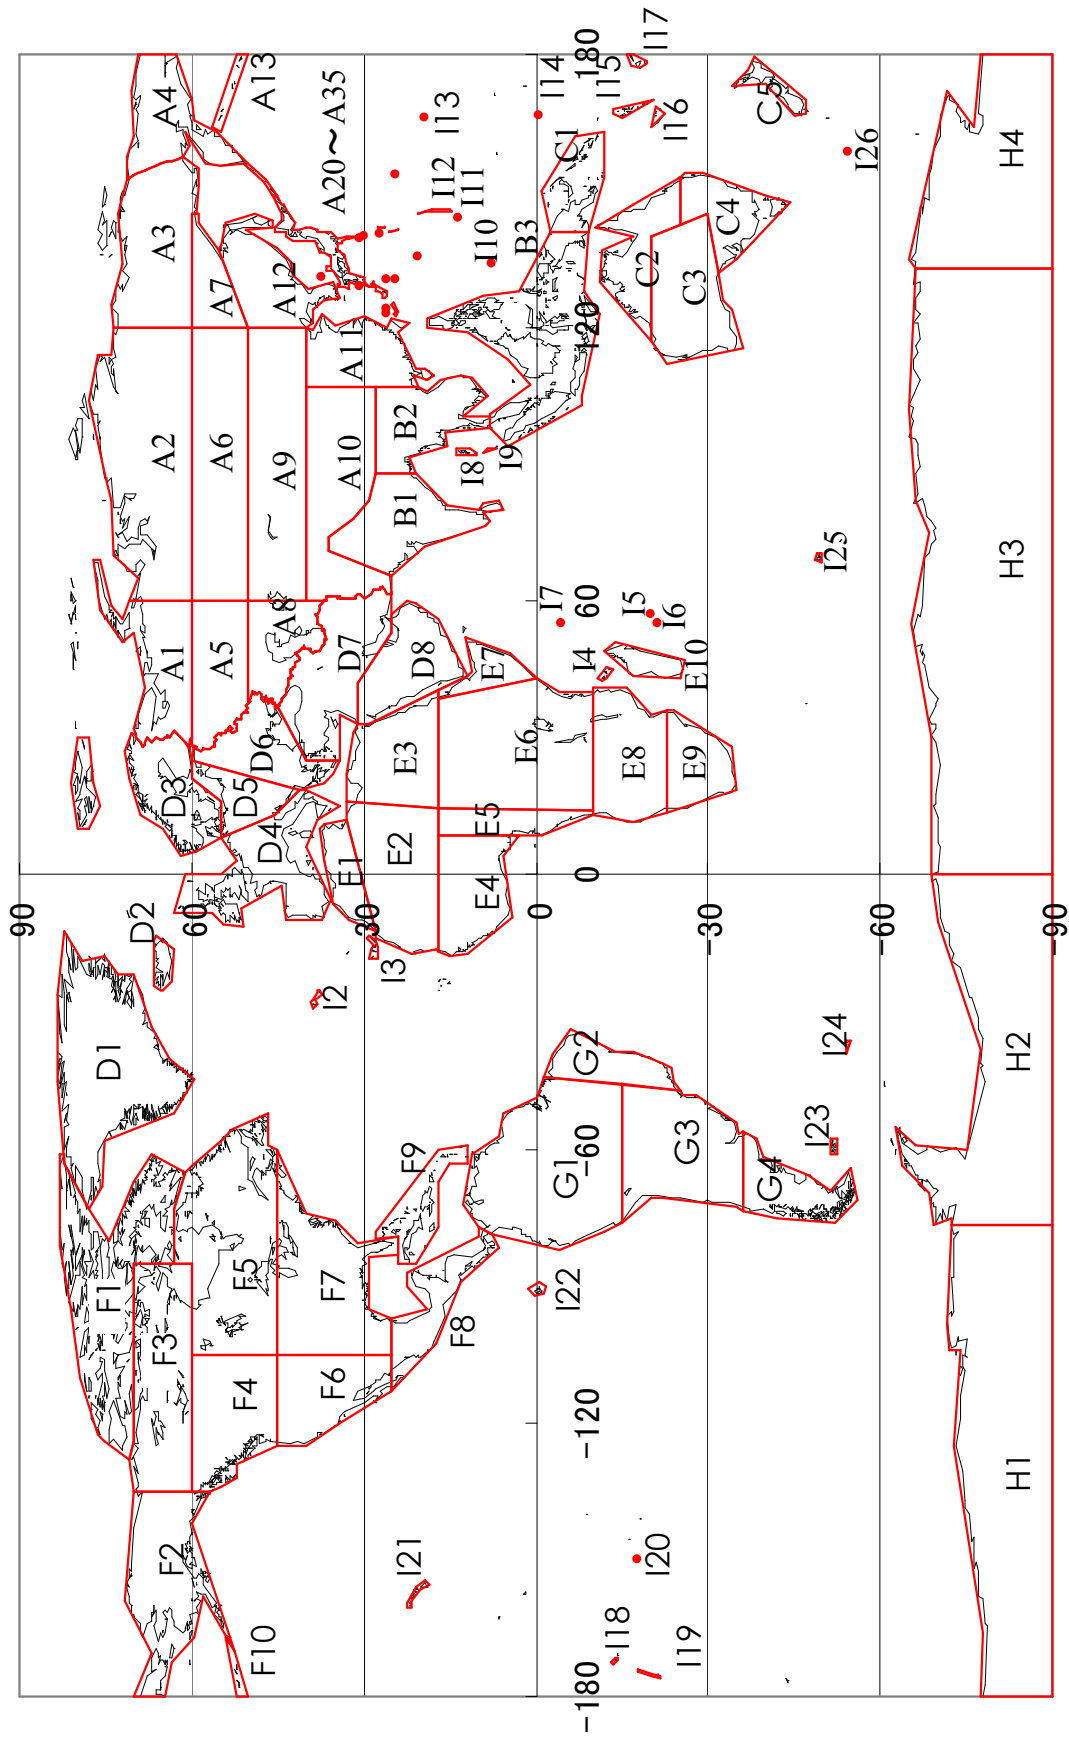 90
60
30
0
-30
-60
-90
-180
-120
-60
0
60
120
180
A1
A2
A3
A4
A5
A6
A7
A8
A9
A10
A11
A12
A13
A20~A35
B1
B2
B3
C1
C2
C3
C4
C5
D1
D2
D3
D4
D5
D6
D7
D8
E1
E2
E3
E4
E5
E6
E7
E8
E9
E10
F1
F2
F3
F4
F5
F6
F7
F8
F9
F10
G1
G2
G3
G4
H1
H2
H3
H4
I2
I3
I4
I5
I6
I7
I8
I9
I10
I11
I12
I13
I14
I15
I16
I17
I18
I19
I20
I21
I22
I23
I24
I25
I26